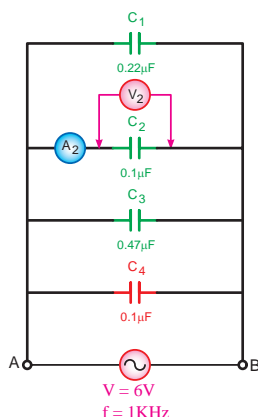 C1
0.22μF
V2
A2
C2
0.1μF
C3
0.47μF
C4
0.1μF
A
B
V = 6V
f = 1KHz